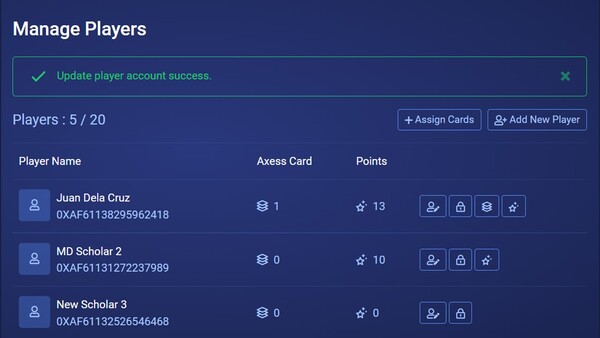 Manage Players
Update player account success.
Players : 5 / 20
Assign Cards
Add New Player
Player Name Axess Card Points
Juan Dela Cruz
0XAF61138295962418
1 13
MD Scholar 2
0XAF61131272237989
0 10
New Scholar 3
0XAF61132526546468
0 0